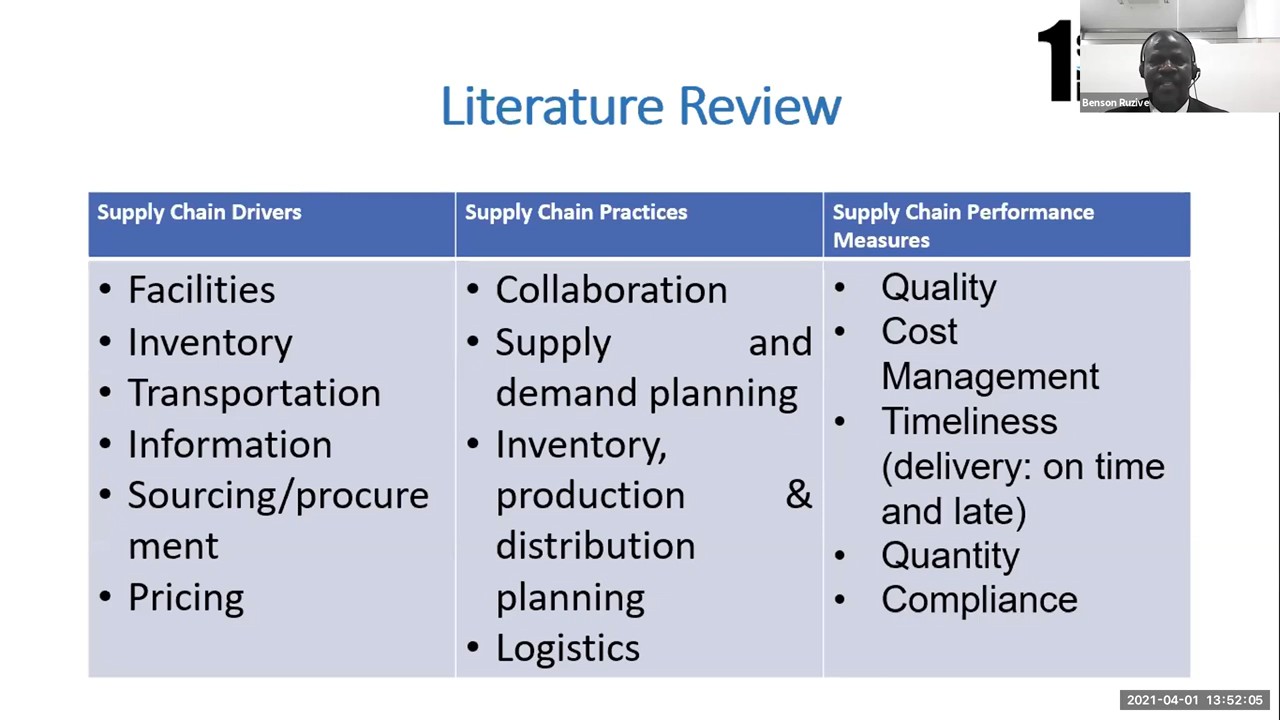 1
Benson Ruzive
Literature Review
Supply Chain Drivers
• Facilities
• Inventory
• Transportation
• Information
• Sourcing/procure
ment
• Pricing
Supply Chain Practices
• Collaboration
• Supply and
demand planning
• Inventory,
production &
distribution
planning
• Logistics
Supply Chain Performance
Measures
• Quality
• Cost
Management
• Timeliness
(delivery: on time
and late)
• Quantity
• Compliance
2021-04-01 13:52:05